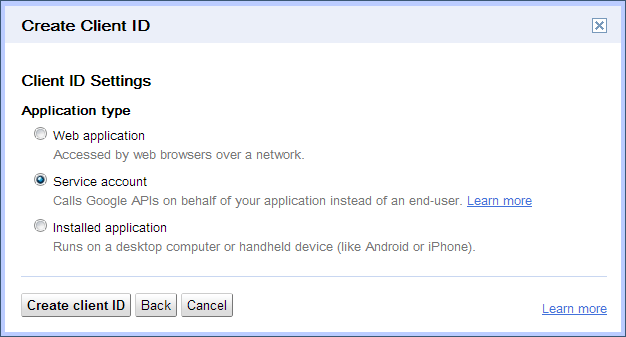 Create Client ID
Client ID Settings
Application type
Web application
Accessed by web browsers over a network.
Service account
Calls Google APIs on behalf of your application instead of an end-user. Learn more
Installed application
Runs on a desktop computer or handheld device (like Android or iPhone).
Create client ID Back Cancel
Learn more